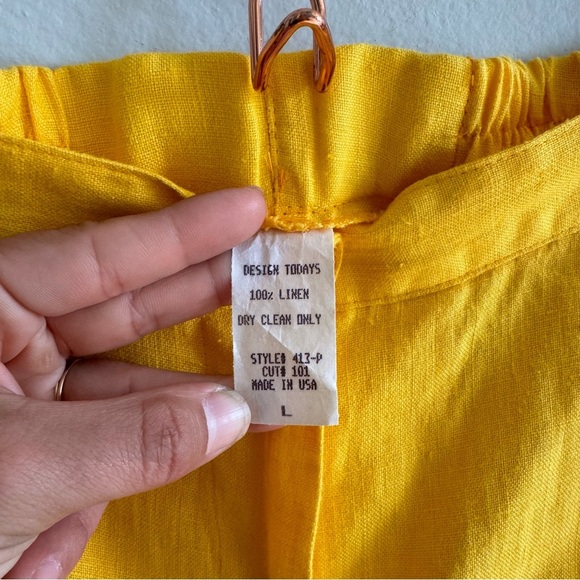 DESIGN TODAYS
100% LINEN
DRY CLEAN ONLY
STYLE# 413-P
CUT# 101
MADE IN USA
L